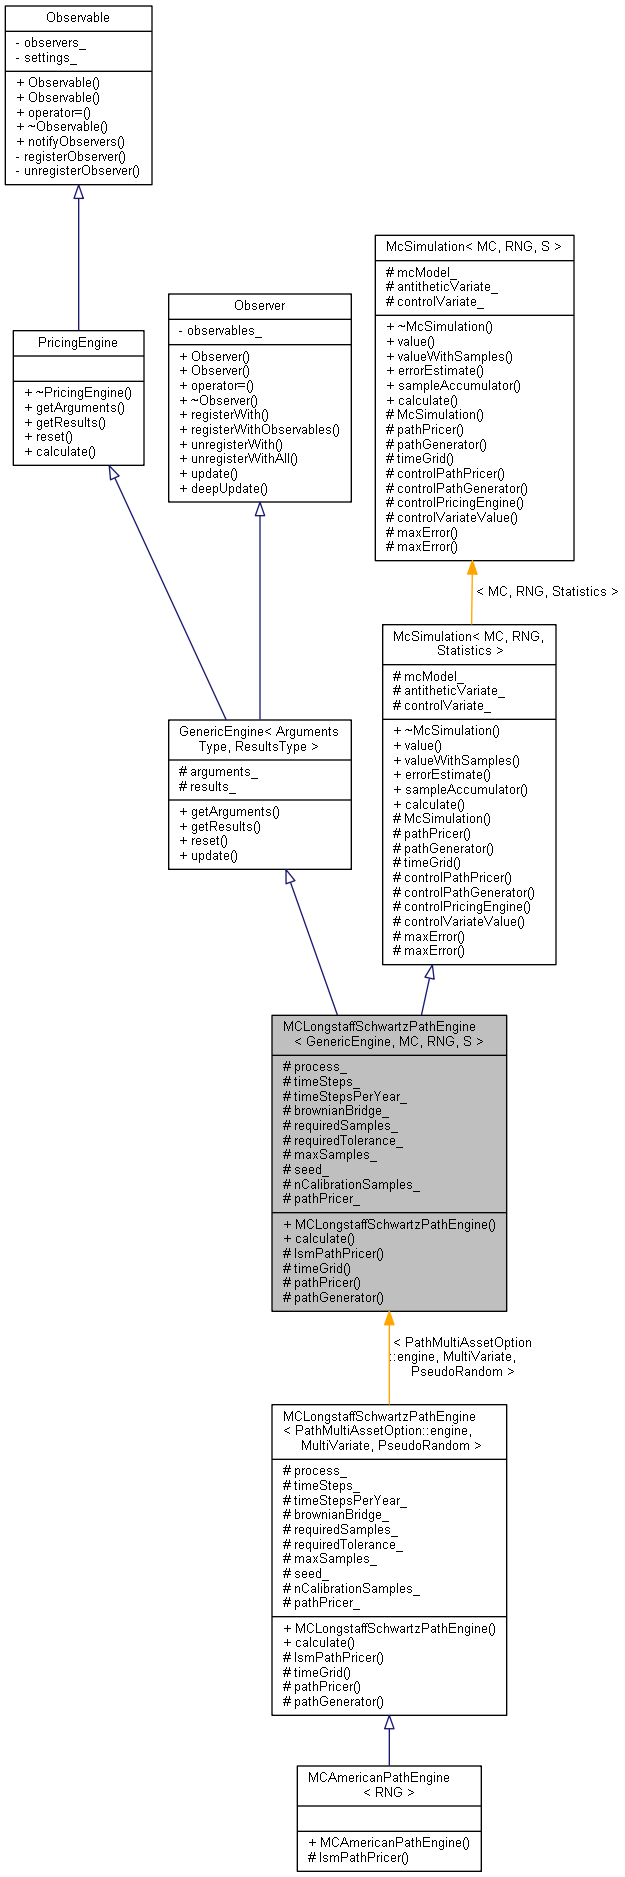 Observable
- observers_
- settings_
+ Observable()
+ Observable()
+ operator=()
+ ~Observable()
+ notifyObservers()
- registerObserver()
- unregisterObserver()
PricingEngine
+ ~PricingEngine()
+ getArguments()
+ getResults()
+ reset()
+ calculate()
Observer
- observables_
+ Observer()
+ Observer()
+ operator=()
+ ~Observer()
+ registerWith()
+ registerWithObservables()
+ unregisterWith()
+ unregisterWithAll()
+ update()
+ deepUpdate()
McSimulation< MC, RNG, S >
# mcModel_
# antitheticVariate_
# controlVariate_
+ ~McSimulation()
+ value()
+ valueWithSamples()
+ errorEstimate()
+ sampleAccumulator()
+ calculate()
# McSimulation()
# pathPricer()
# pathGenerator()
# timeGrid()
# controlPathPricer()
# controlPathGenerator()
# controlPricingEngine()
# controlVariateValue()
# maxError()
# maxError()
< MC, RNG, Statistics >
McSimulation< MC, RNG,
Statistics >
# mcModel_
# antitheticVariate_
# controlVariate_
+ ~McSimulation()
+ value()
+ valueWithSamples()
+ errorEstimate()
+ sampleAccumulator()
+ calculate()
# McSimulation()
# pathPricer()
# pathGenerator()
# timeGrid()
# controlPathPricer()
# controlPathGenerator()
# controlPricingEngine()
# controlVariateValue()
# maxError()
# maxError()
GenericEngine< Arguments
Type, ResultsType >
# arguments_
# results_
+ getArguments()
+ getResults()
+ reset()
+ update()
MCLongstaffSchwartzPathEngine
< GenericEngine, MC, RNG, S >
# process_
# timeSteps_
# timeStepsPerYear_
# brownianBridge_
# requiredSamples_
# requiredTolerance_
# maxSamples_
# seed_
# nCalibrationSamples_
# pathPricer_
+ MCLongstaffSchwartzPathEngine()
+ calculate()
# lsmPathPricer()
# timeGrid()
# pathPricer()
# pathGenerator()
< PathMultiAssetOption
::engine, MultiVariate,
PseudoRandom >
MCLongstaffSchwartzPathEngine
< PathMultiAssetOption::engine,
MultiVariate, PseudoRandom >
# process_
# timeSteps_
# timeStepsPerYear_
# brownianBridge_
# requiredSamples_
# requiredTolerance_
# maxSamples_
# seed_
# nCalibrationSamples_
# pathPricer_
+ MCLongstaffSchwartzPathEngine()
+ calculate()
# lsmPathPricer()
# timeGrid()
# pathPricer()
# pathGenerator()
MCAmericanPathEngine
< RNG >
+ MCAmericanPathEngine()
# lsmPathPricer()